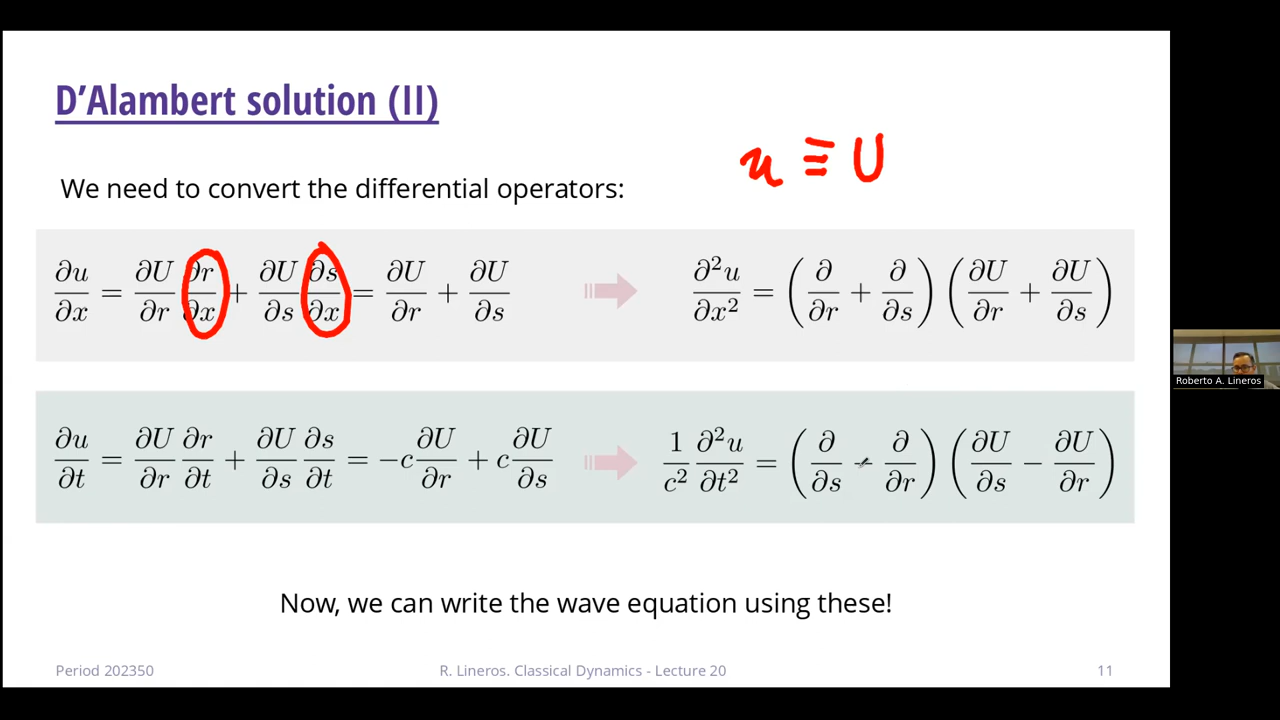 D'Alambert solution (II)
u ≡ U
We need to convert the differential operators:
∂u/∂x = ∂U/∂r ∂r/∂x + ∂U/∂s ∂s/∂x = ∂U/∂r + ∂U/∂s
∂²u/∂x² = (∂/∂r + ∂/∂s) (∂U/∂r + ∂U/∂s)
∂u/∂t = ∂U/∂r ∂r/∂t + ∂U/∂s ∂s/∂t = −c ∂U/∂r + c ∂U/∂s
1/c² ∂²u/∂t² = (∂/∂s − ∂/∂r) (∂U/∂s − ∂U/∂r)
Now, we can write the wave equation using these!
Period 202350
R. Lineros. Classical Dynamics - Lecture 20
11
Roberto A. Lineros